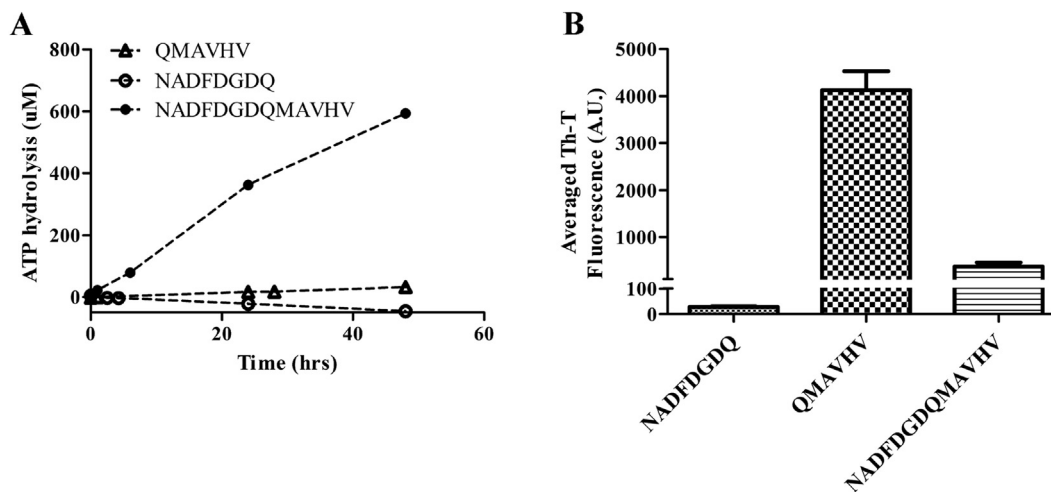 A
ATP hydrolysis (uM)
800
600
400
200
0
QMAVHV
NADFDGDQ
NADFDGDQMAVHV
0
20
40
60
Time (hrs)
B
Averaged Th-T
Fluorescence (A.U.)
5000
4000
3000
2000
1000
100
0
NADFDGDQ
QMAVHV
NADFDGDQMAVHV